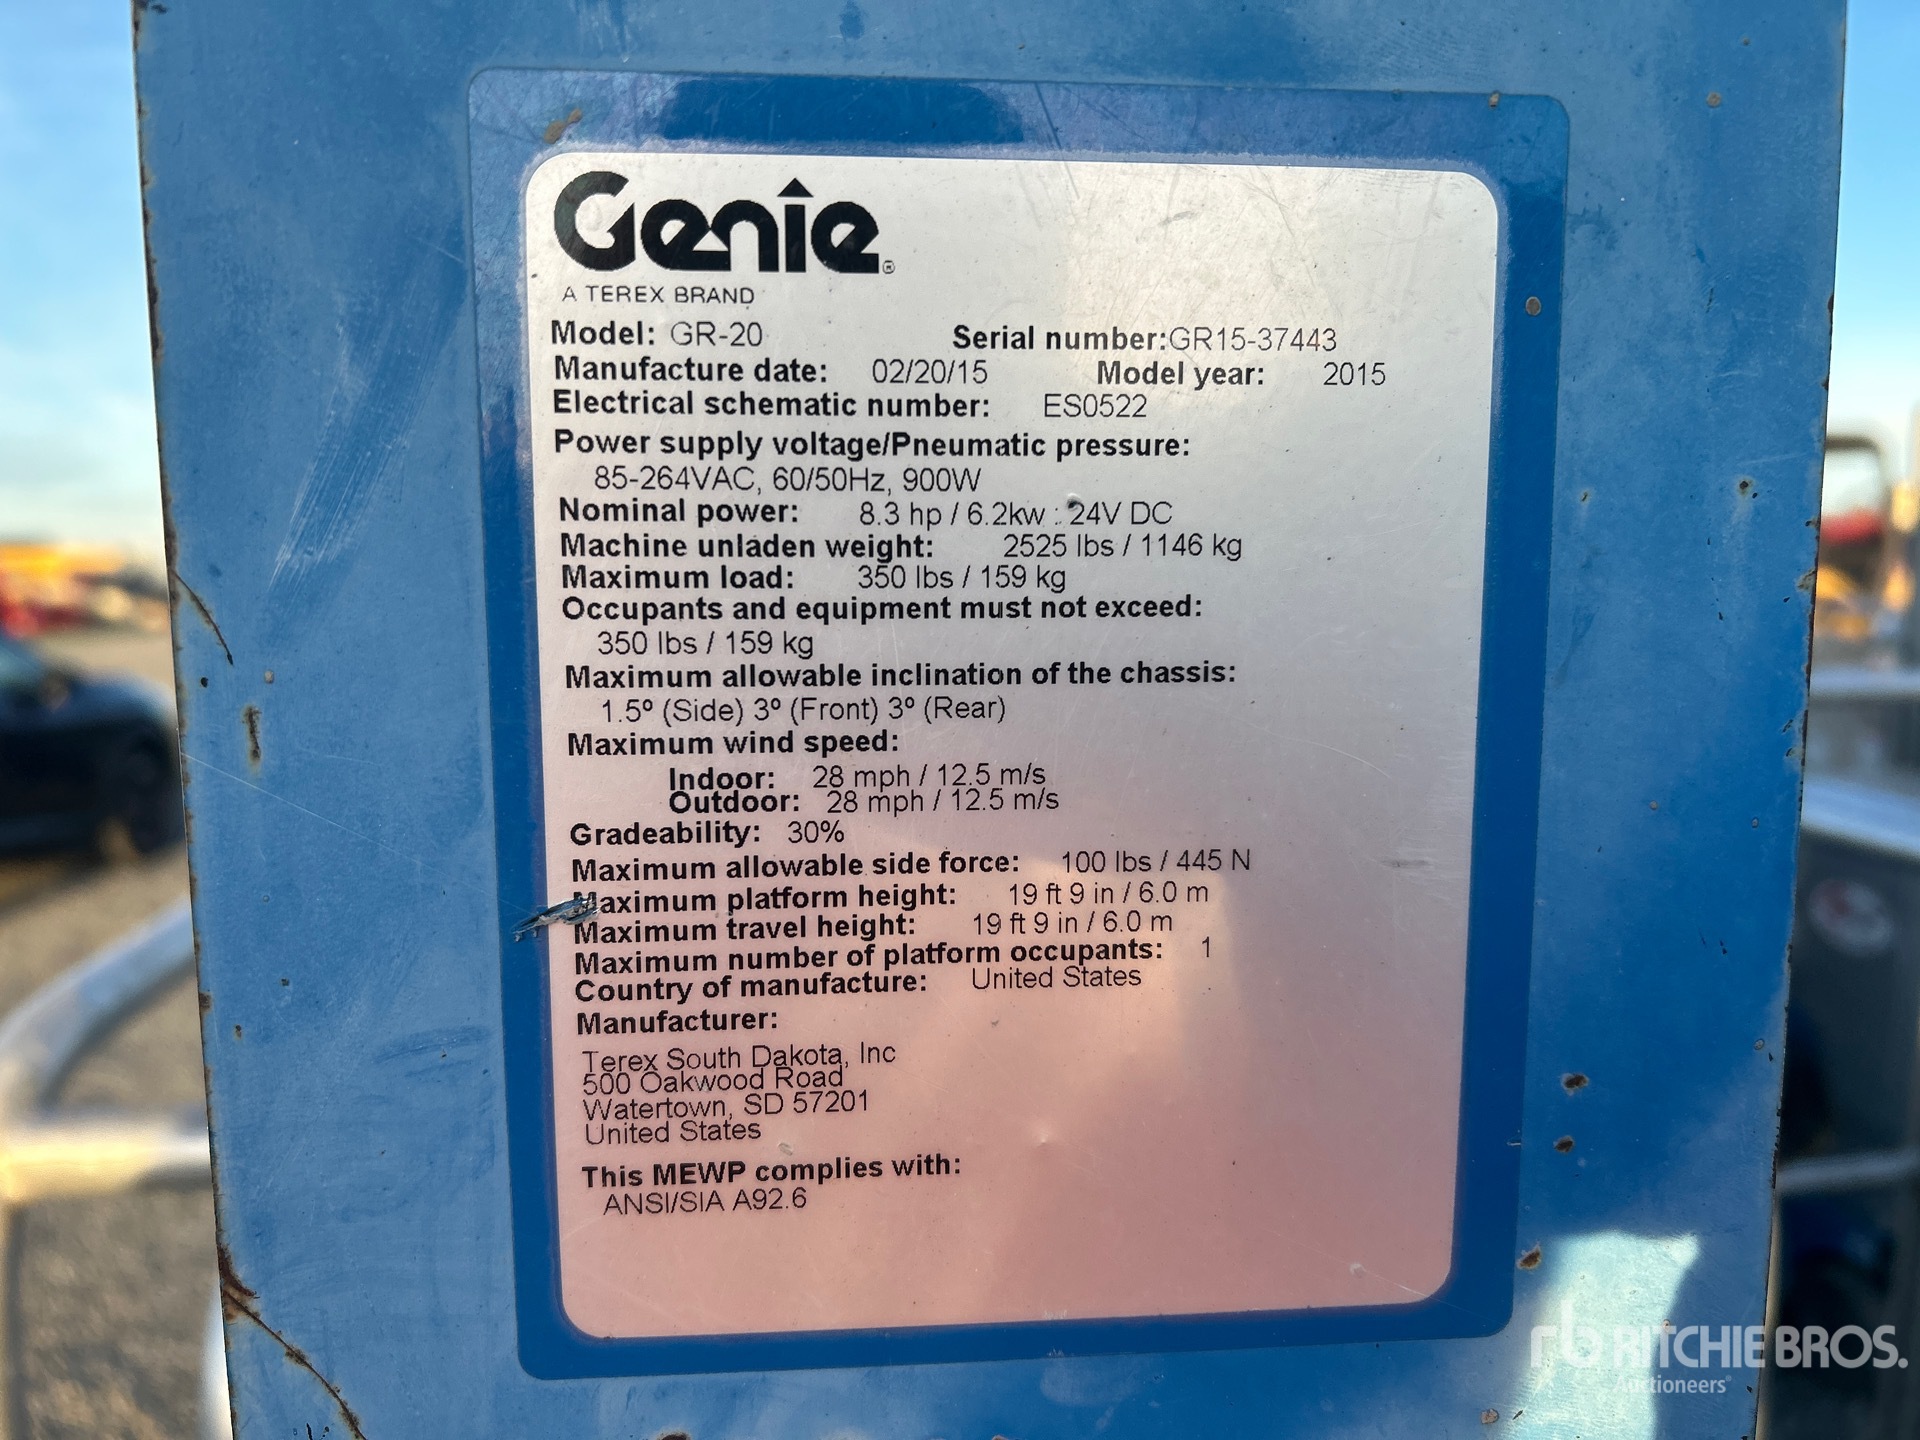 Genie®
A TEREX BRAND
Model: GR-20 Serial number:GR15-37443
Manufacture date: 02/20/15 Model year: 2015
Electrical schematic number: ES0522
Power supply voltage/Pneumatic pressure:
85-264VAC, 60/50Hz, 900W
Nominal power: 8.3 hp / 6.2kw : 24V DC
Machine unladen weight: 2525 lbs / 1146 kg
Maximum load: 350 lbs / 159 kg
Occupants and equipment must not exceed:
350 lbs / 159 kg
Maximum allowable inclination of the chassis:
1.5º (Side) 3º (Front) 3º (Rear)
Maximum wind speed:
Indoor: 28 mph / 12.5 m/s
Outdoor: 28 mph / 12.5 m/s
Gradeability: 30%
Maximum allowable side force: 100 lbs / 445 N
Maximum platform height: 19 ft 9 in / 6.0 m
Maximum travel height: 19 ft 9 in / 6.0 m
Maximum number of platform occupants: 1
Country of manufacture: United States
Manufacturer:
Terex South Dakota, Inc
500 Oakwood Road
Watertown, SD 57201
United States
This MEWP complies with:
ANSI/SIA A92.6
rb RITCHIE BROS.
Auctioneers®